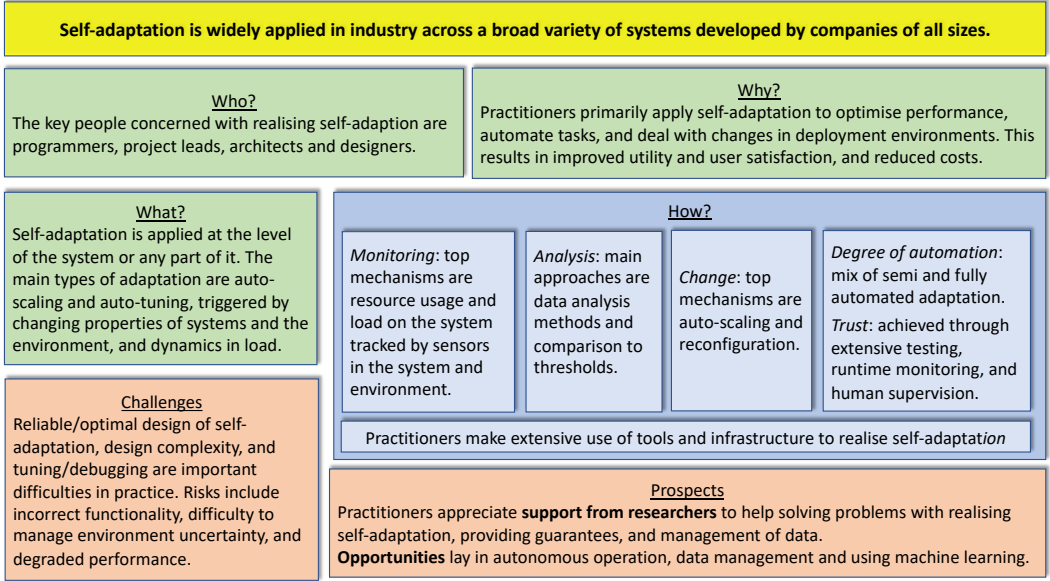 Self-adaptation is widely applied in industry across a broad variety of systems developed by companies of all sizes.
Who?
The key people concerned with realising self-adaption are
programmers, project leads, architects and designers.
Why?
Practitioners primarily apply self-adaptation to optimise performance,
automate tasks, and deal with changes in deployment environments. This
results in improved utility and user satisfaction, and reduced costs.
What?
Self-adaptation is applied at the level
of the system or any part of it. The
main types of adaptation are auto-
scaling and auto-tuning, triggered by
changing properties of systems and the
environment, and dynamics in load.
How?
Monitoring: top
mechanisms are
resource usage and
load on the system
tracked by sensors
in the system and
environment.
Analysis: main
approaches are
data analysis
methods and
comparison to
thresholds.
Change: top
mechanisms are
auto-scaling and
reconfiguration.
Degree of automation:
mix of semi and fully
automated adaptation.
Trust: achieved through
extensive testing,
runtime monitoring, and
human supervision.
Practitioners make extensive use of tools and infrastructure to realise self-adaptation
Challenges
Reliable/optimal design of self-
adaptation, design complexity, and
tuning/debugging are important
difficulties in practice. Risks include
incorrect functionality, difficulty to
manage environment uncertainty, and
degraded performance.
Prospects
Practitioners appreciate support from researchers to help solving problems with realising
self-adaptation, providing guarantees, and management of data.
Opportunities lay in autonomous operation, data management and using machine learning.